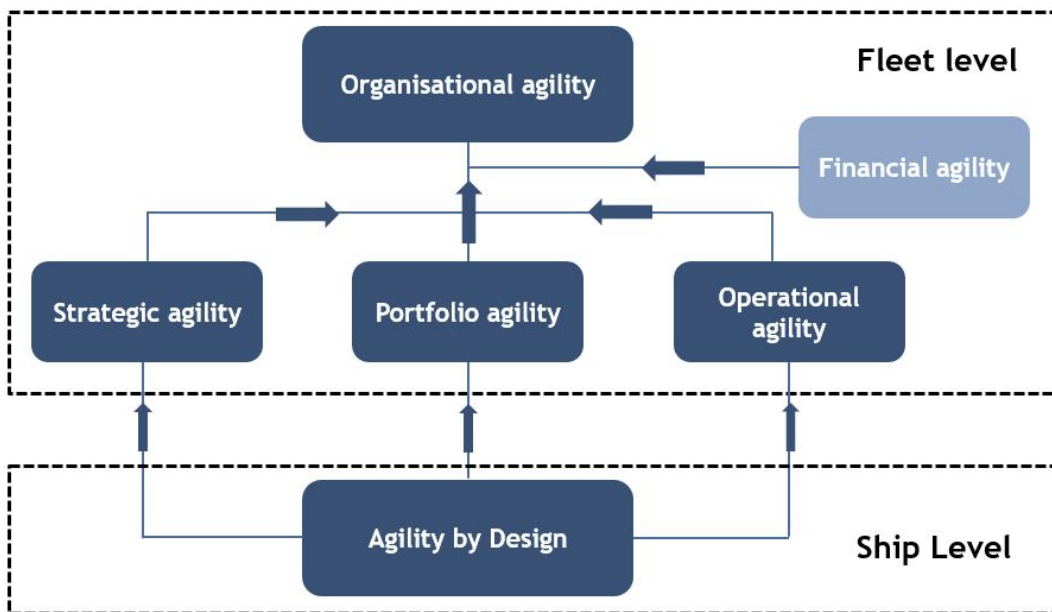 Fleet level
Organisational agility
Financial agility
Strategic agility
Portfolio agility
Operational
agility
Agility by Design
Ship Level